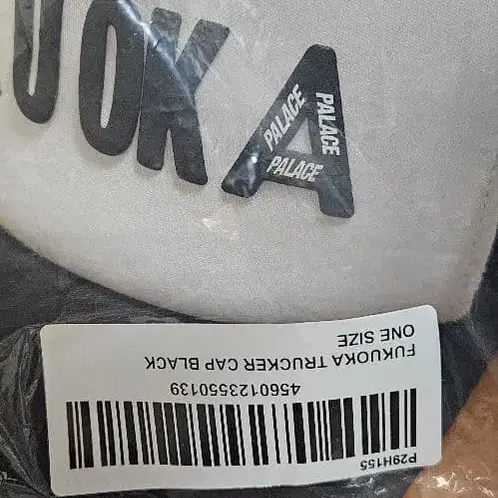 UOKA
PALACE
PALACE
PALACE
P29H155
4560123550139
FUKUOKA TRUCKER CAP BLACK
ONE SIZE